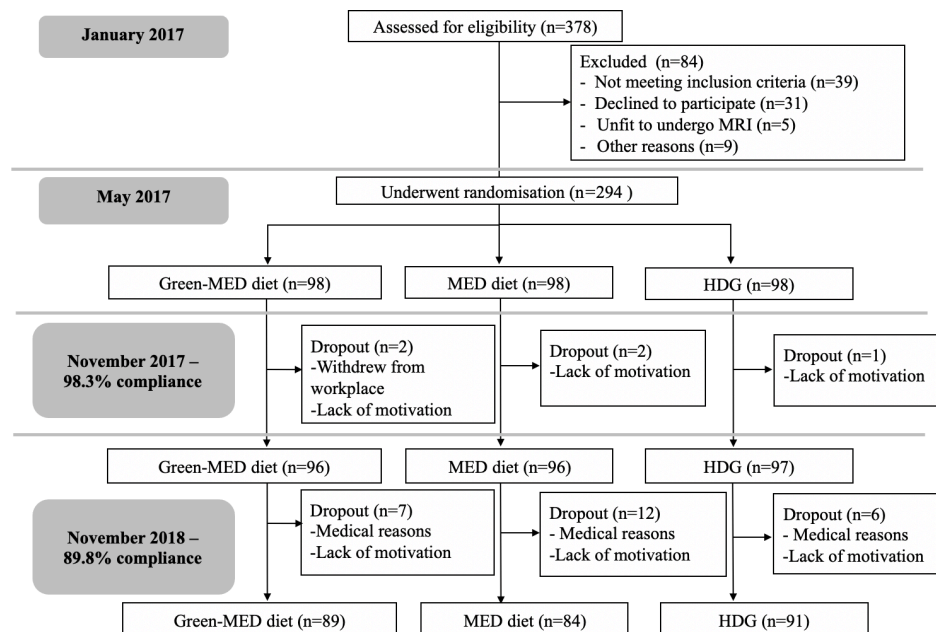 January 2017
Assessed for eligibility (n=378)
Excluded  (n=84)
- Not meeting inclusion criteria (n=39)
- Declined to participate (n=31)
- Unfit to undergo MRI (n=5)
- Other reasons (n=9)
May 2017
Underwent randomisation (n=294 )
Green-MED diet (n=98)
MED diet (n=98)
HDG (n=98)
November 2017 –
98.3% compliance
Dropout (n=2)
-Withdrew from
workplace
-Lack of motivation
Dropout (n=2)
-Lack of motivation
Dropout (n=1)
-Lack of motivation
Green-MED diet (n=96)
MED diet (n=96)
HDG (n=97)
November 2018 –
89.8% compliance
Dropout (n=7)
-Medical reasons
-Lack of motivation
Dropout (n=12)
- Medical reasons
-Lack of motivation
Dropout (n=6)
- Medical reasons
-Lack of motivation
Green-MED diet (n=89)
MED diet (n=84)
HDG (n=91)